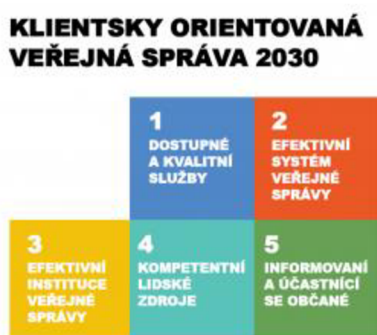 KLIENTSKY ORIENTOVANÁ
VEŘEJNÁ SPRÁVA 2030
1
DOSTUPNÉ
A KVALITNÍ
SLUŽBY
2
EFEKTIVNÍ
SYSTÉM
VEŘEJNÉ
SPRÁVY
3
EFEKTIVNÍ
INSTITUCE
VEŘEJNÉ
SPRÁVY
4
KOMPETENTNÍ
LIDSKÉ
ZDROJE
5
INFORMOVANÍ
A ÚČASTNÍCÍ
SE OBČANÉ